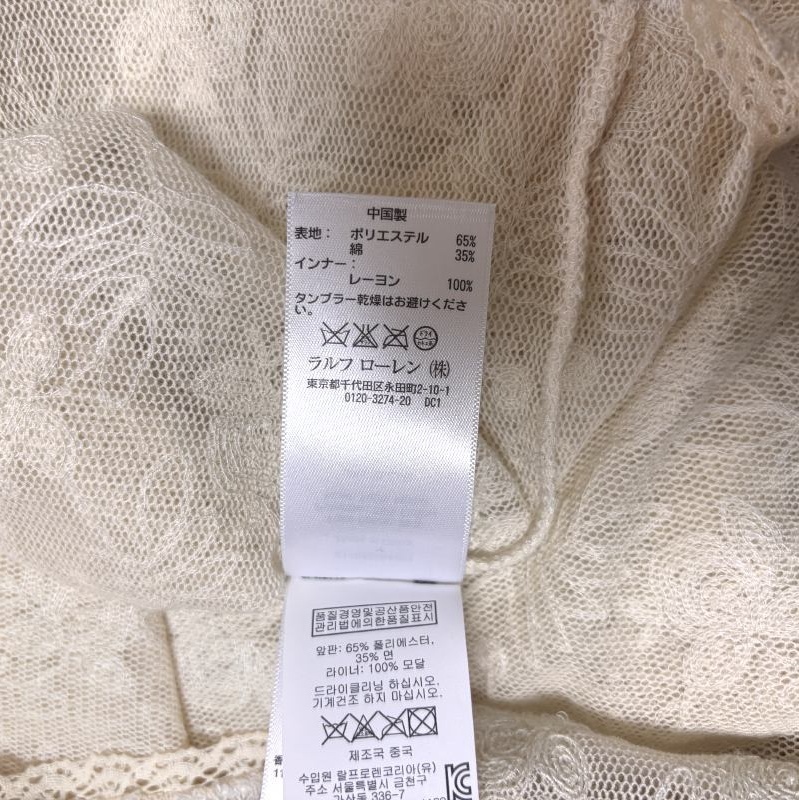 中国製
表地： ポリエステル 65%
綿 35%
インナー：
レーヨン 100%
タンブラー乾燥はお避けくださ
い。
ドライ
ラルフ ローレン (株)
東京都千代田区永田町2-10-1
0120-3274-20 DC1
품질경영및공산품안전
관리법에의한품질표시
앞판: 65% 폴리에스터,
35% 면
라이너: 100% 모달
드라이클리닝 하십시오.
기계건조 하지 마십시오.
제조국 중국
수입원 랄프로렌코리아(유)
주소 서울특별시 금천구
가산동 336-7